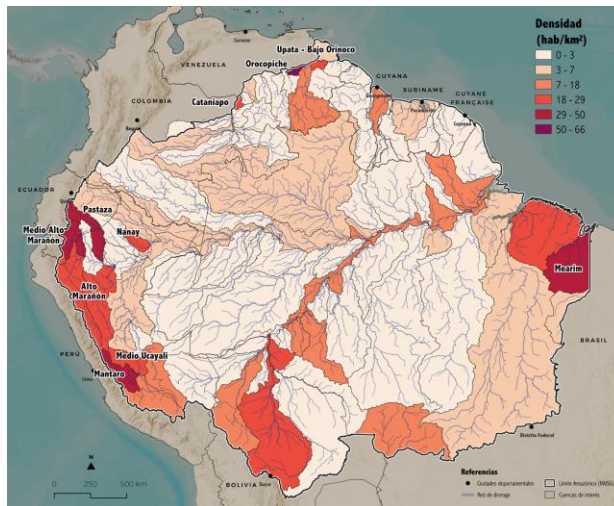 Densidad
(hab/km²)
0 - 3
3 - 7
7 - 18
18 - 29
29 - 50
50 - 66
Upata - Bajo Orinoco
Orocopiche
VENEZUELA
GUYANA
SURINAME
GUYANE
FRANÇAISE
Cataniapo
COLOMBIA
ECUADOR
Pastaza
Medio Alto
Marañón
Nanay
Mearim
Alto
Marañón
BRASIL
PERÚ
Medio Ucayali
Mantaro
Lima
Distrito Federal
BOLIVIA
Sucre
N
0
250
500 km
Referencias
Ciudades departamentales
Red de drenaje
Límite Amazónico (RAISG)
Cuencas de interés